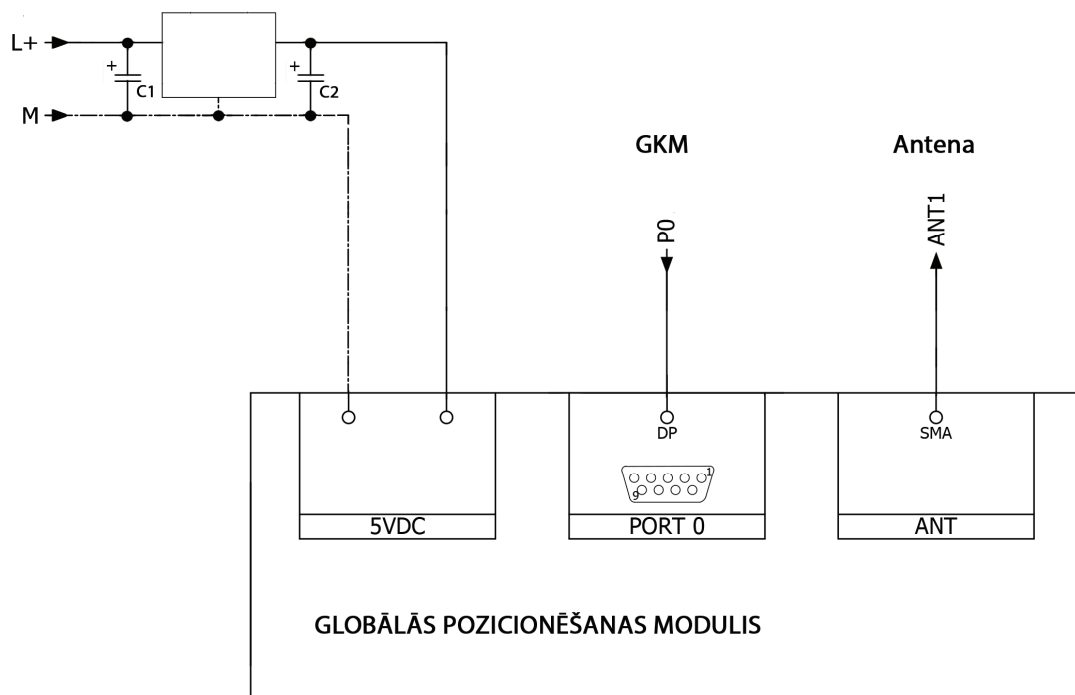 L+
+
C1
+
C2
M
GKM
Antena
P0
ANT1
DP
SMA
1
9
5VDC
PORT 0
ANT
GLOBĀLĀS POZICIONĒŠANAS MODULIS